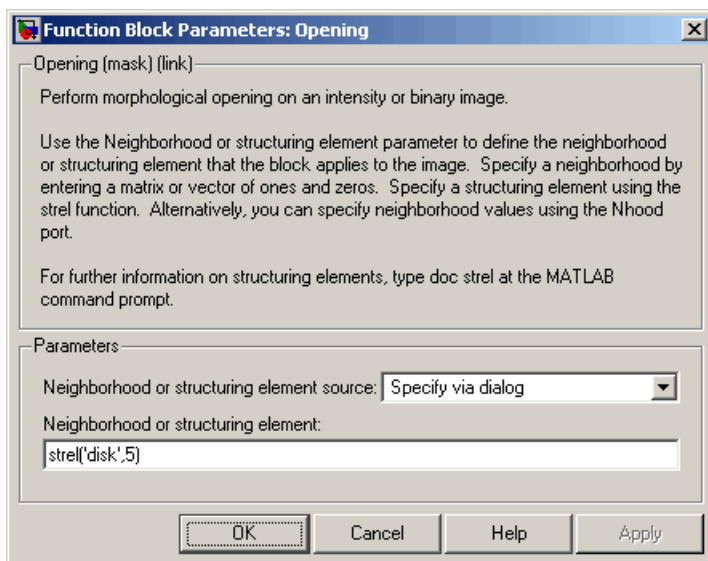 Function Block Parameters: Opening
Opening (mask) (link)
Perform morphological opening on an intensity or binary image.
Use the Neighborhood or structuring element parameter to define the neighborhood
or structuring element that the block applies to the image.  Specify a neighborhood by
entering a matrix or vector of ones and zeros.  Specify a structuring element using the
strel function.  Alternatively, you can specify neighborhood values using the Nhood
port.
For further information on structuring elements, type doc strel at the MATLAB
command prompt.
Parameters
Neighborhood or structuring element source: Specify via dialog
Neighborhood or structuring element:
strel('disk',5)
OK Cancel Help Apply